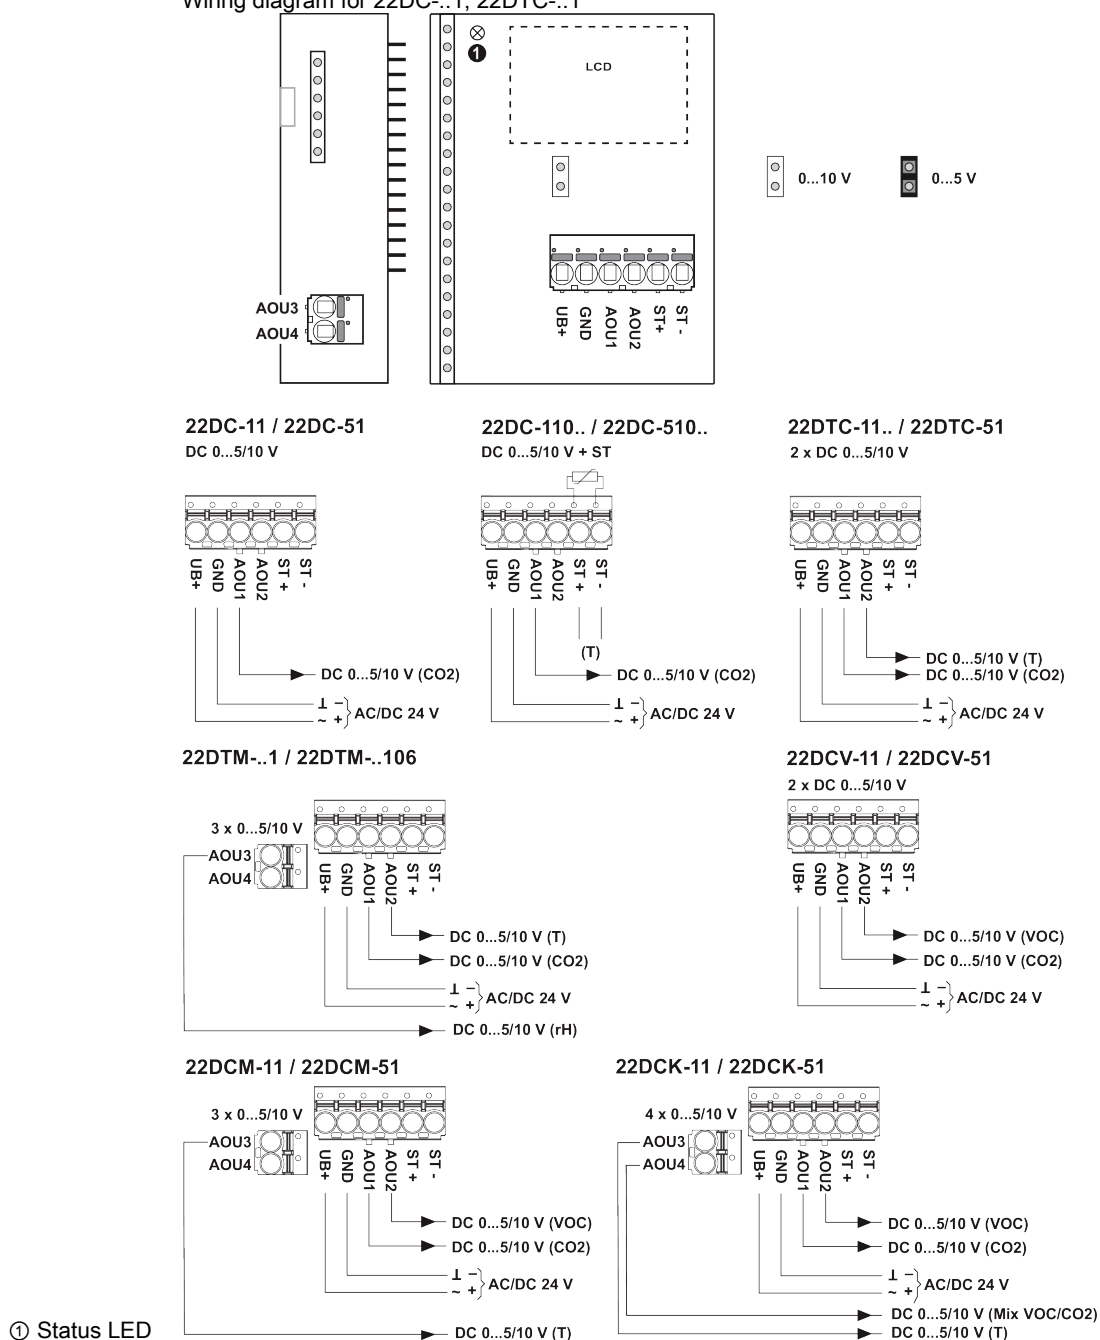 Wiring diagram for 22DC-..1, 22DTC-..1
1
LCD
0...10 V
0...5 V
AOU3
AOU4
UB+
GND
AOU1
AOU2
ST+
ST -
22DC-11 / 22DC-51
DC 0...5/10 V
UB+
GND
AOU1
AOU2
ST +
ST -
DC 0...5/10 V (CO2)
⊥ –
~ +
AC/DC 24 V
22DC-110.. / 22DC-510..
DC 0...5/10 V + ST
UB+
GND
AOU1
AOU2
ST +
ST -
(T)
DC 0...5/10 V (CO2)
⊥ –
~ +
AC/DC 24 V
22DTC-11.. / 22DTC-51
2 x DC 0...5/10 V
UB+
GND
AOU1
AOU2
ST +
ST -
DC 0...5/10 V (T)
DC 0...5/10 V (CO2)
⊥ –
~ +
AC/DC 24 V
22DTM-..1 / 22DTM-..106
3 x 0...5/10 V
AOU3
AOU4
UB+
GND
AOU1
AOU2
ST +
ST -
DC 0...5/10 V (T)
DC 0...5/10 V (CO2)
⊥ –
~ +
AC/DC 24 V
DC 0...5/10 V (rH)
22DCV-11 / 22DCV-51
2 x DC 0...5/10 V
UB+
GND
AOU1
AOU2
ST +
ST -
DC 0...5/10 V (VOC)
DC 0...5/10 V (CO2)
⊥ –
~ +
AC/DC 24 V
22DCM-11 / 22DCM-51
3 x 0...5/10 V
AOU3
AOU4
UB+
GND
AOU1
AOU2
ST +
ST -
DC 0...5/10 V (VOC)
DC 0...5/10 V (CO2)
⊥ –
~ +
AC/DC 24 V
DC 0...5/10 V (T)
22DCK-11 / 22DCK-51
4 x 0...5/10 V
AOU3
AOU4
UB+
GND
AOU1
AOU2
ST +
ST -
DC 0...5/10 V (VOC)
DC 0...5/10 V (CO2)
⊥ –
~ +
AC/DC 24 V
DC 0...5/10 V (Mix VOC/CO2)
DC 0...5/10 V (T)
① Status LED